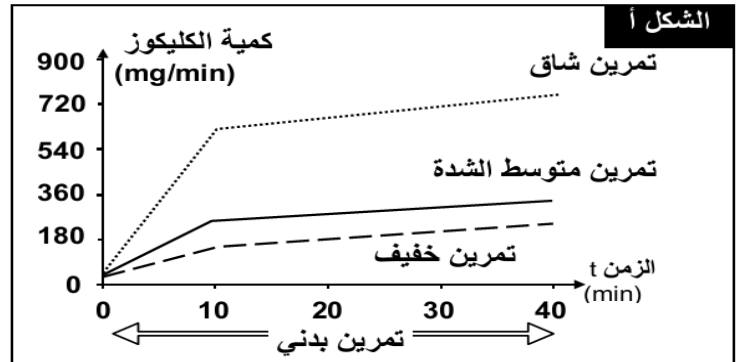 الشكل أ
كمية الكليكوز
(mg/min)
900
720
540
360
180
0
تمرين شاق
تمرين متوسط الشدة
تمرين خفيف
الزمن t
(min)
0 10 20 30 40
تمرين بدني